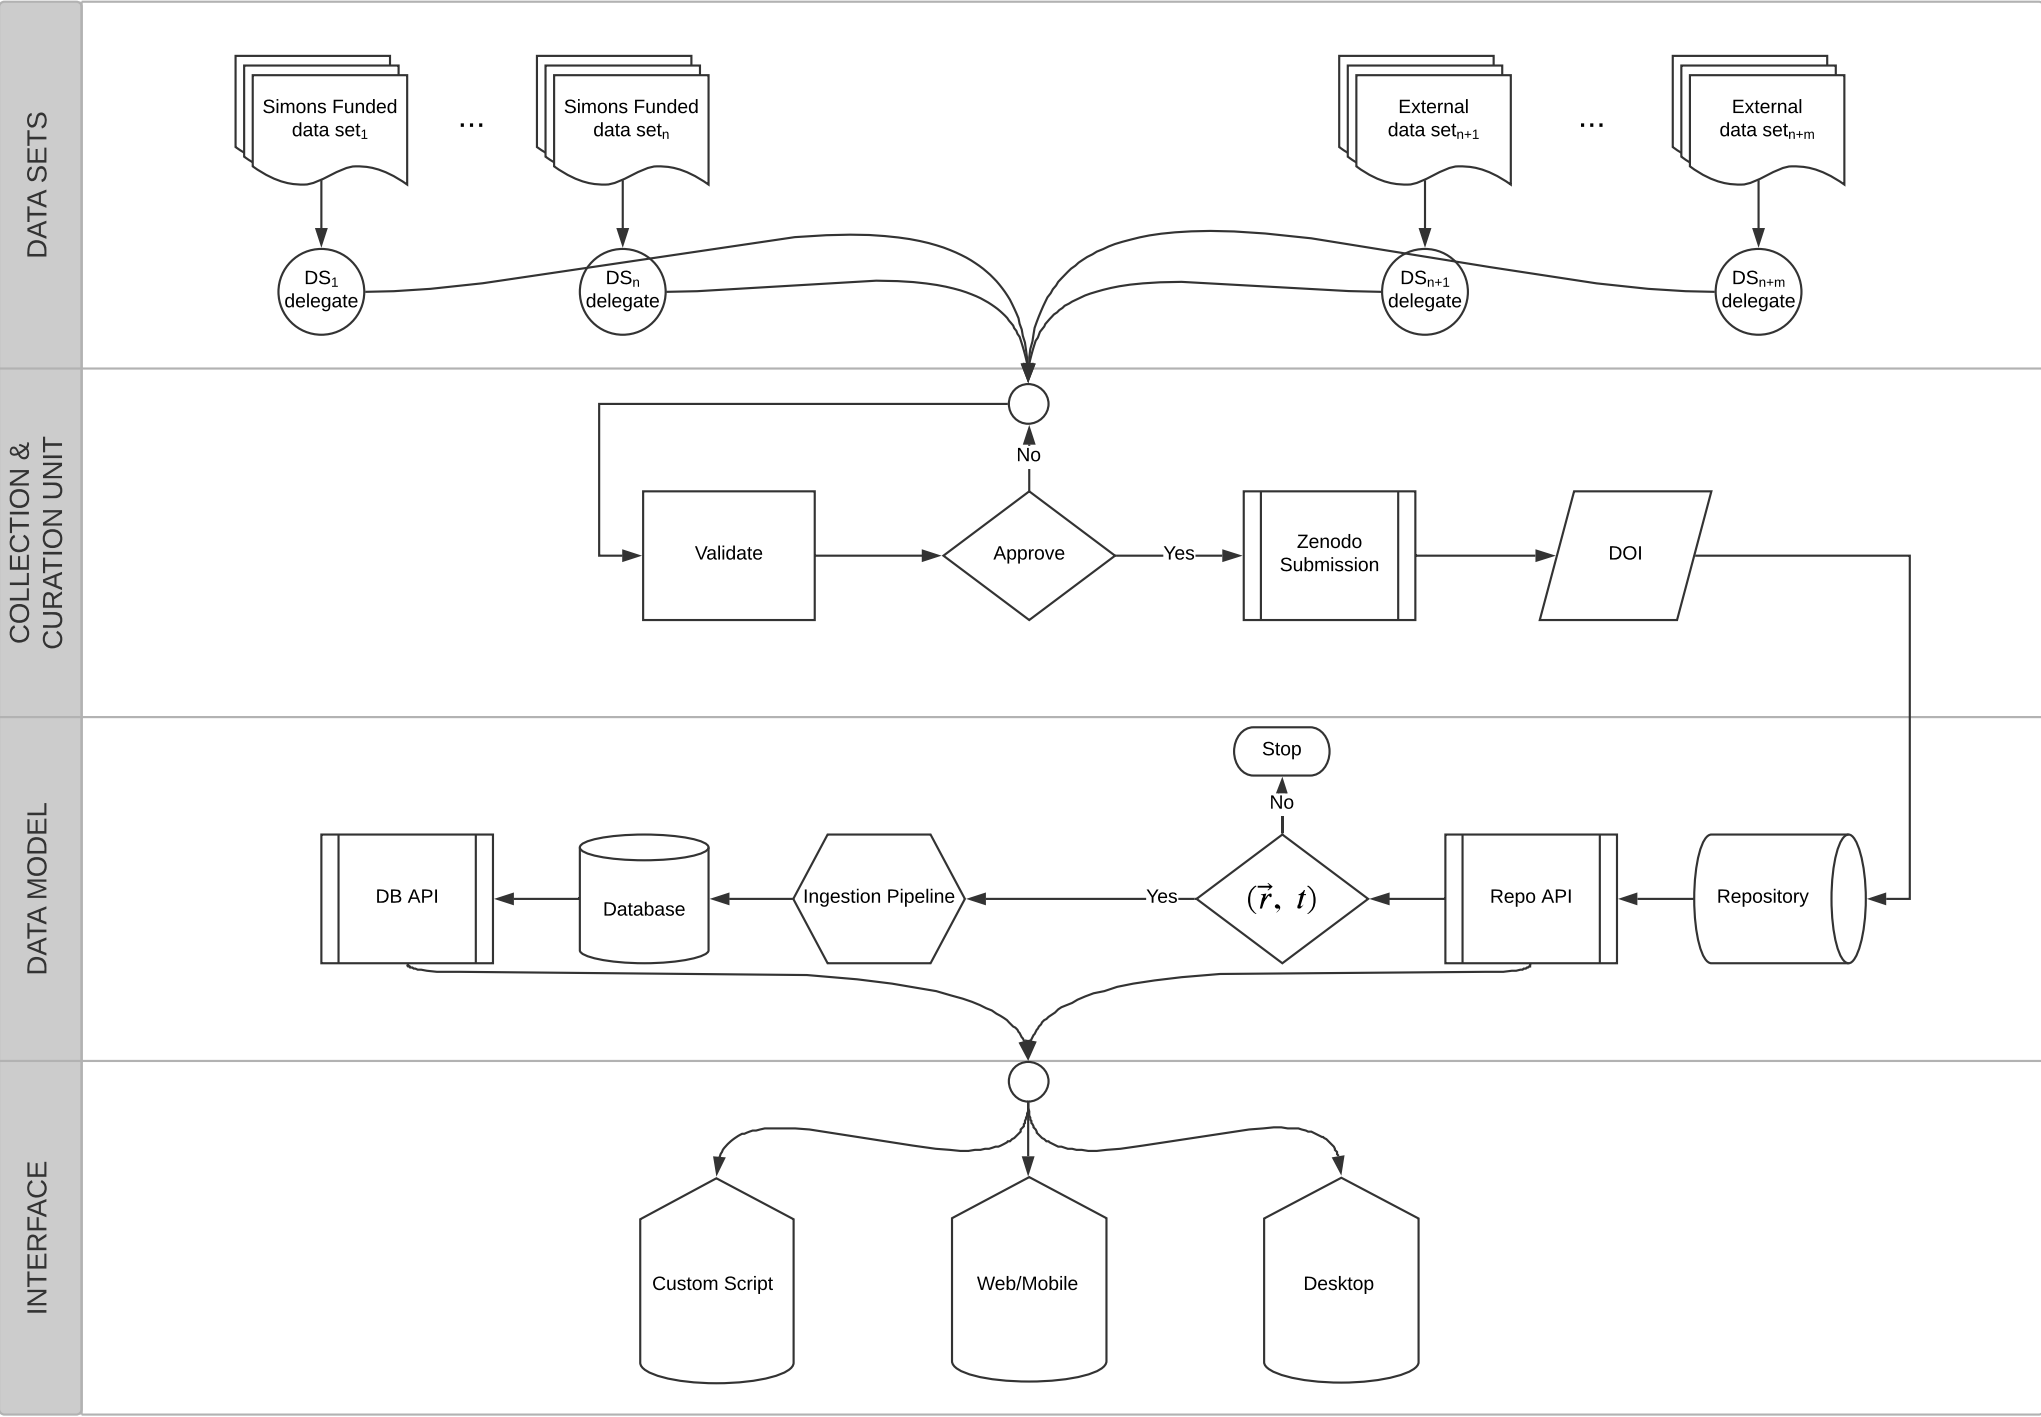 DATA SETS
Simons Funded
data set₁
...
Simons Funded
data setₙ
External
data setₙ₊₁
...
External
data setₙ₊ₘ
DS₁
delegate
DSₙ
delegate
DSₙ₊₁
delegate
DSₙ₊ₘ
delegate
COLLECTION &
CURATION UNIT
No
Validate
Approve
Yes
Zenodo
Submission
DOI
DATA MODEL
Stop
No
DB API
Database
Ingestion Pipeline
Yes
(r⃗, t)
Repo API
Repository
INTERFACE
Custom Script
Web/Mobile
Desktop